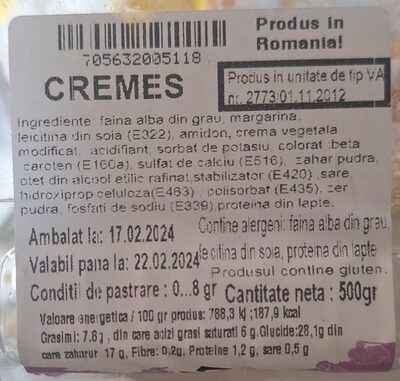 Produs in
Romania!
705632005118
CREMES
Produs in unitate de tip VA
nr. 2773/01.11.2012
Ingrediente: faina alba din grau, margarina,
lecitina din soia (E322), amidon, crema vegetala
modificat, acidifiant, sorbat de potasiu, colorat :beta
caroten (E160a), sulfat de calciu (E516), zahar pudra,
otet din alcool etilic rafinat,stabilizator (E420) ,sare,
hidroxiprop celuloza(E463) , polisorbat (E435), zer
pudra, fosfati de sodiu (E339),proteina din lapte.
Contine alergeni: faina alba din grau,
lecitina din soia, proteina din lapte
Produsul contine gluten.
Ambalat la: 17.02.2024
Valabil pana la: 22.02.2024
Conditii de pastrare : 0...8 gr
Cantitate neta : 500gr
Valoare energetica / 100 gr produs: 788,3 kj:187,9 kcal
Grasimi: 7.8g, din care acizi grasi saturati 6 g.Glucide:28,1g din
care zaharur 17 g, Fibre: 0,2g, Proteine 1,2 g, sare 0,5 g